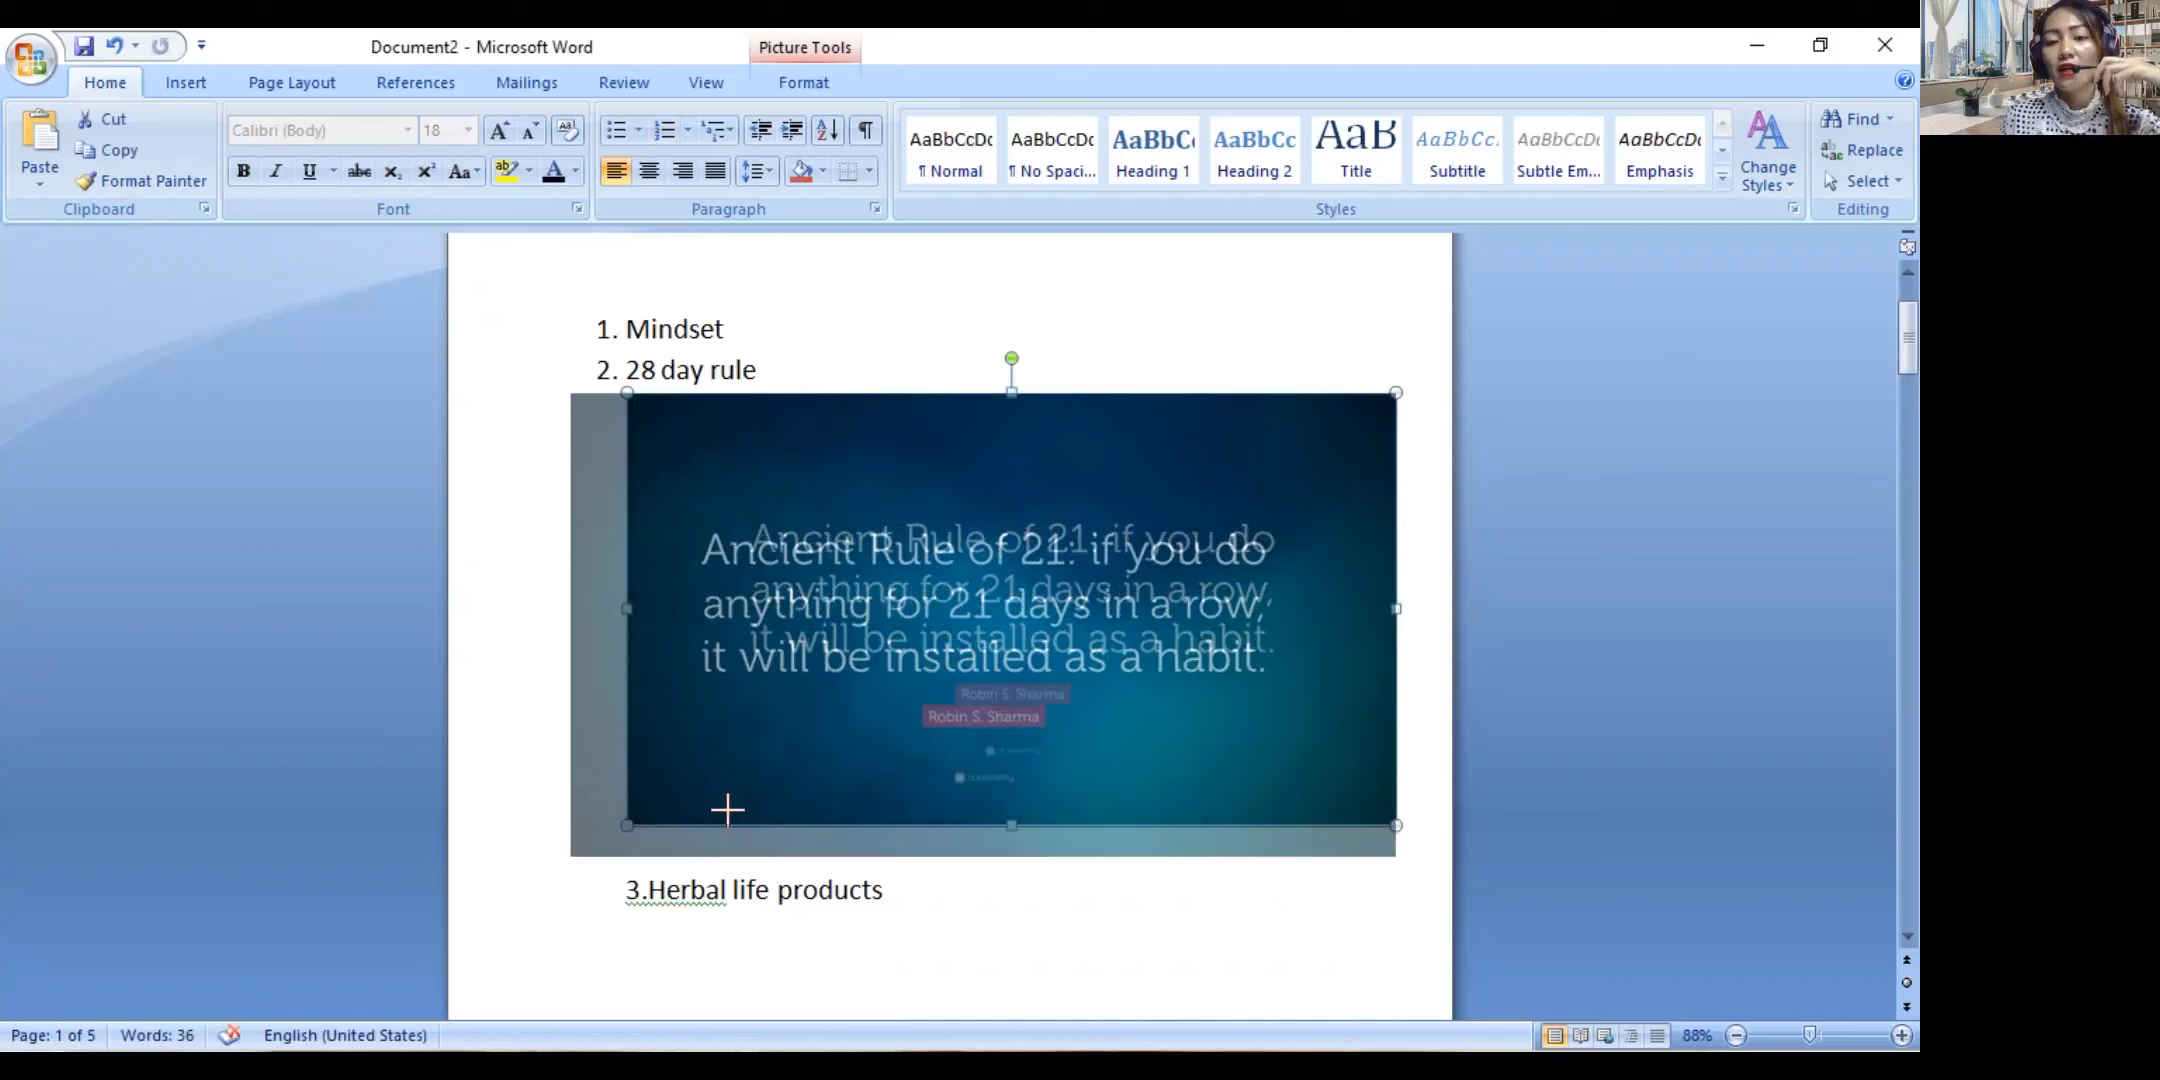 Document2 - Microsoft Word
Picture Tools
Home Insert Page Layout References Mailings Review View Format
Paste
Cut
Copy
Format Painter
Clipboard
Calibri (Body) 18
Font
Paragraph
AaBbCcDc AaBbCcDc AaBbC AaBbCc AaB AaBbCc. AaBbCcDc AaBbCcDc
¶ Normal ¶ No Spaci... Heading 1 Heading 2 Title Subtitle Subtle Em... Emphasis
Change
Styles
Styles
Find
Replace
Select
Editing
1. Mindset
2. 28 day rule
Ancient Rule of 21: if you do
anything for 21 days in a row,
it will be installed as a habit.
Robin S. Sharma
3.Herbal life products
Page: 1 of 5 Words: 36 English (United States) 88%